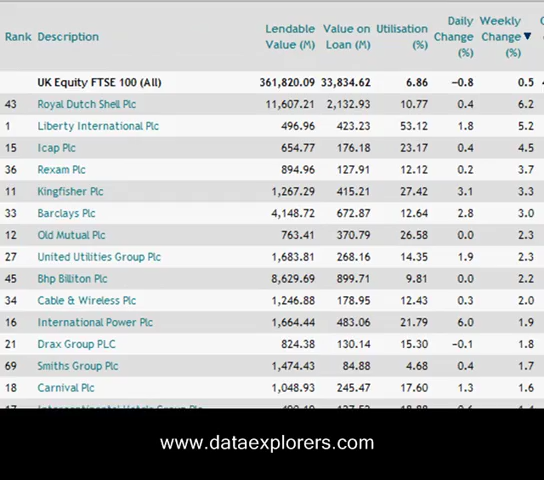 Rank Description Lendable Value (M) Value on Loan (M) Utilisation (%) Daily Change (%) Weekly Change (%)
UK Equity FTSE 100 (All) 361,820.09 33,834.62 6.86 −0.8 0.5
43 Royal Dutch Shell Plc 11,607.21 2,132.93 10.77 0.4 6.2
1 Liberty International Plc 496.96 423.23 53.12 1.8 5.2
15 Icap Plc 654.77 176.18 23.17 0.4 4.5
36 Rexam Plc 894.96 127.91 12.12 0.2 3.7
11 Kingfisher Plc 1,267.29 415.21 27.42 3.1 3.3
33 Barclays Plc 4,148.72 672.87 12.64 2.8 3.0
12 Old Mutual Plc 763.41 370.79 26.58 0.0 2.3
27 United Utilities Group Plc 1,683.81 268.16 14.35 1.9 2.3
45 Bhp Billiton Plc 8,629.69 899.71 9.81 0.0 2.2
34 Cable & Wireless Plc 1,246.88 178.95 12.43 0.3 2.0
16 International Power Plc 1,664.44 483.06 21.79 6.0 1.9
21 Drax Group PLC 824.38 130.14 15.30 −0.1 1.8
69 Smiths Group Plc 1,474.43 84.88 4.68 0.4 1.7
18 Carnival Plc 1,048.93 245.47 17.60 1.3 1.6
www.dataexplorers.com